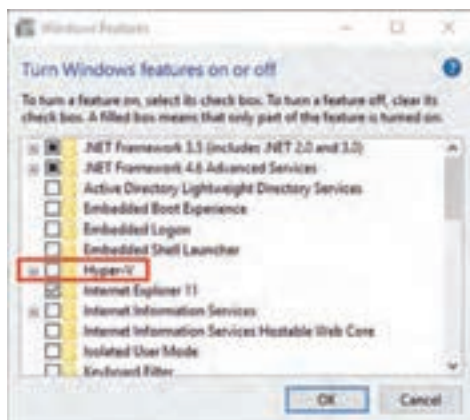 Windows Features
Turn Windows features on or off
To turn a feature on, select its check box. To turn a feature off, clear its
check box. A filled box means that only part of the feature is turned on.
.NET Framework 3.5 (includes .NET 2.0 and 3.0)
.NET Framework 4.6 Advanced Services
Active Directory Lightweight Directory Services
Embedded Boot Experience
Embedded Logon
Embedded Shell Launcher
Hyper-V
Internet Explorer 11
Internet Information Services
Internet Information Services Hostable Web Core
Isolated User Mode
Keyboard Filter
OK
Cancel